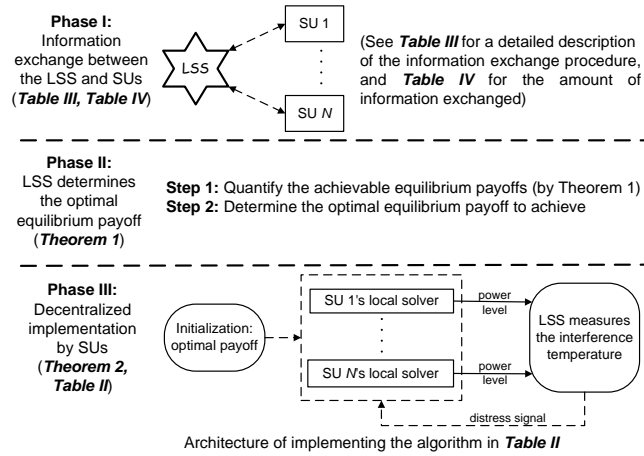 Phase I:
Information
exchange between
the LSS and SUs
(Table III, Table IV)
LSS
SU 1
SU N
(See Table III for a detailed description
of the information exchange procedure,
and Table IV for the amount of
information exchanged)
Phase II:
LSS determines
the optimal
equilibrium payoff
(Theorem 1)
Step 1: Quantify the achievable equilibrium payoffs (by Theorem 1)
Step 2: Determine the optimal equilibrium payoff to achieve
Phase III:
Decentralized
implementation
by SUs
(Theorem 2,
Table II)
Initialization:
optimal payoff
SU 1's local solver
SU N's local solver
power
level
power
level
LSS measures
the interference
temperature
distress signal
Architecture of implementing the algorithm in Table II